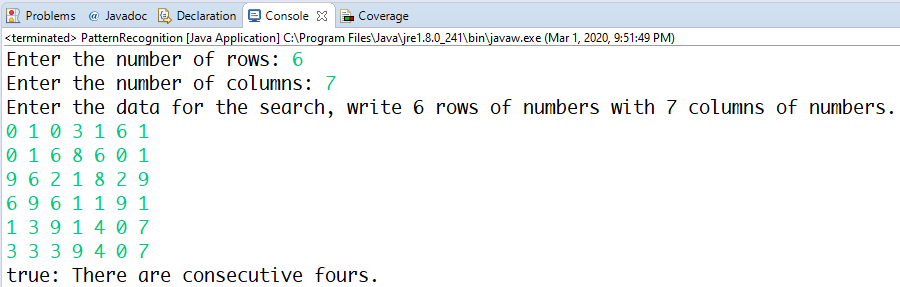 Problems @ Javadoc Declaration Console Coverage
<terminated> PatternRecognition [Java Application] C:\Program Files\Java\jre1.8.0_241\bin\javaw.exe (Mar 1, 2020, 9:51:49 PM)
Enter the number of rows: 6
Enter the number of columns: 7
Enter the data for the search, write 6 rows of numbers with 7 columns of numbers.
0 1 0 3 1 6 1
0 1 6 8 6 0 1
9 6 2 1 8 2 9
6 9 6 1 1 9 1
1 3 9 1 4 0 7
3 3 3 9 4 0 7
true: There are consecutive fours.